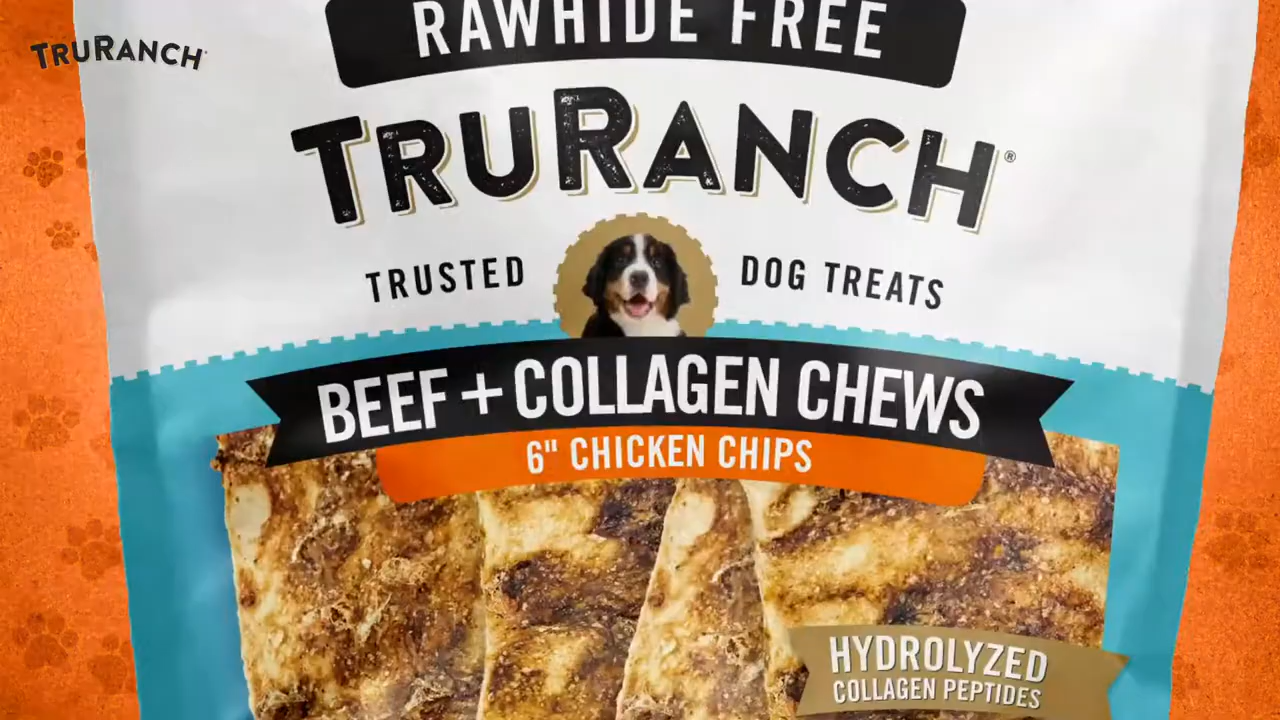 TRURANCH
RAWHIDE FREE
TRURANCH®
TRUSTED DOG TREATS
BEEF + COLLAGEN CHEWS
6" CHICKEN CHIPS
HYDROLYZED
COLLAGEN PEPTIDES